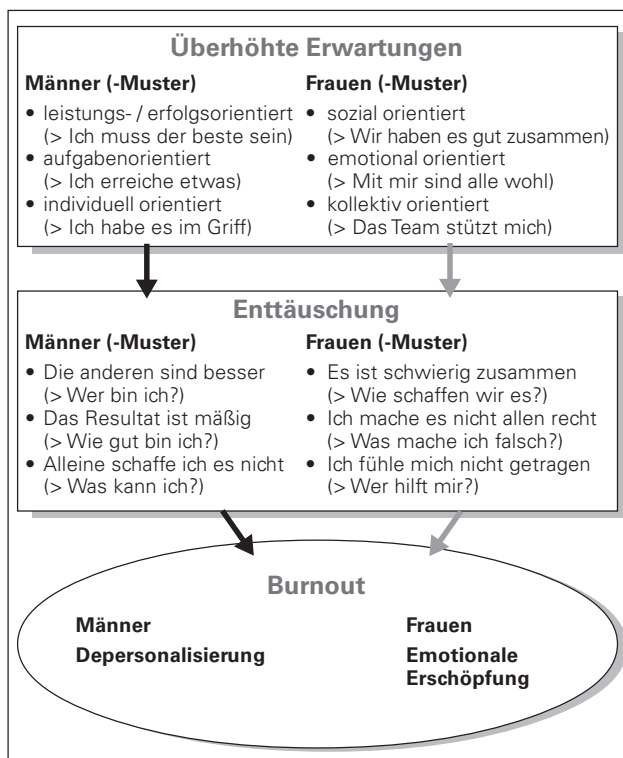 Überhöhte Erwartungen
Männer (-Muster)
• leistungs- / erfolgsorientiert
(> Ich muss der beste sein)
• aufgabenorientiert
(> Ich erreiche etwas)
• individuell orientiert
(> Ich habe es im Griff)
Frauen (-Muster)
• sozial orientiert
(> Wir haben es gut zusammen)
• emotional orientiert
(> Mit mir sind alle wohl)
• kollektiv orientiert
(> Das Team stützt mich)
Enttäuschung
Männer (-Muster)
• Die anderen sind besser
(> Wer bin ich?)
• Das Resultat ist mäßig
(> Wie gut bin ich?)
• Alleine schaffe ich es nicht
(> Was kann ich?)
Frauen (-Muster)
• Es ist schwierig zusammen
(> Wie schaffen wir es?)
• Ich mache es nicht allen recht
(> Was mache ich falsch?)
• Ich fühle mich nicht getragen
(> Wer hilft mir?)
Burnout
Männer
Depersonalisierung
Frauen
Emotionale
Erschöpfung